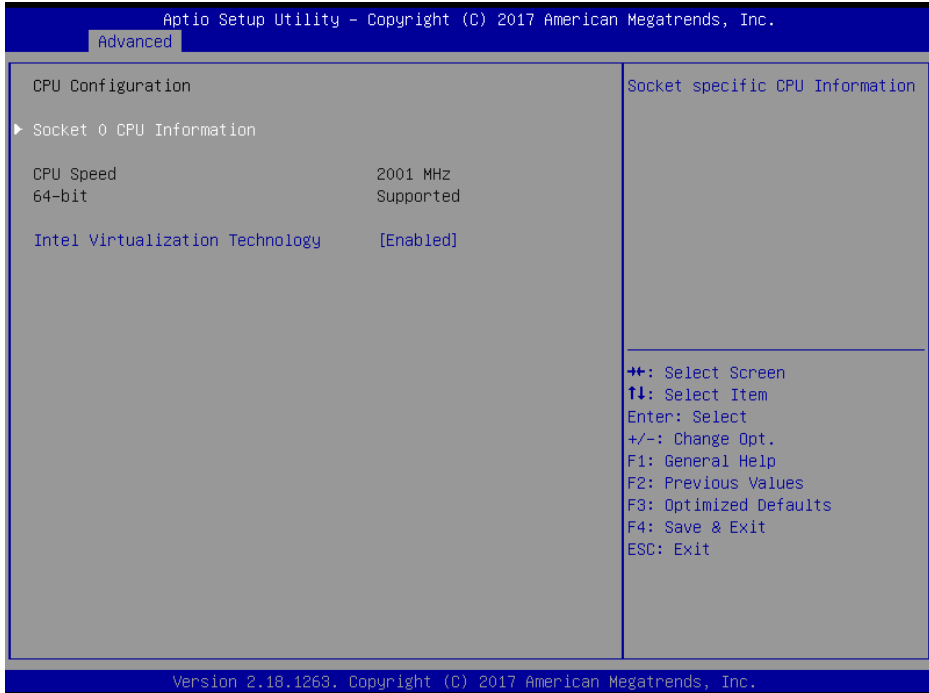 Aptio Setup Utility – Copyright (C) 2017 American Megatrends, Inc.
Advanced
CPU Configuration
Socket 0 CPU Information
CPU Speed 2001 MHz
64-bit Supported
Intel Virtualization Technology [Enabled]
Socket specific CPU Information
→←: Select Screen
↑↓: Select Item
Enter: Select
+/-: Change Opt.
F1: General Help
F2: Previous Values
F3: Optimized Defaults
F4: Save & Exit
ESC: Exit
Version 2.18.1263. Copyright (C) 2017 American Megatrends, Inc.